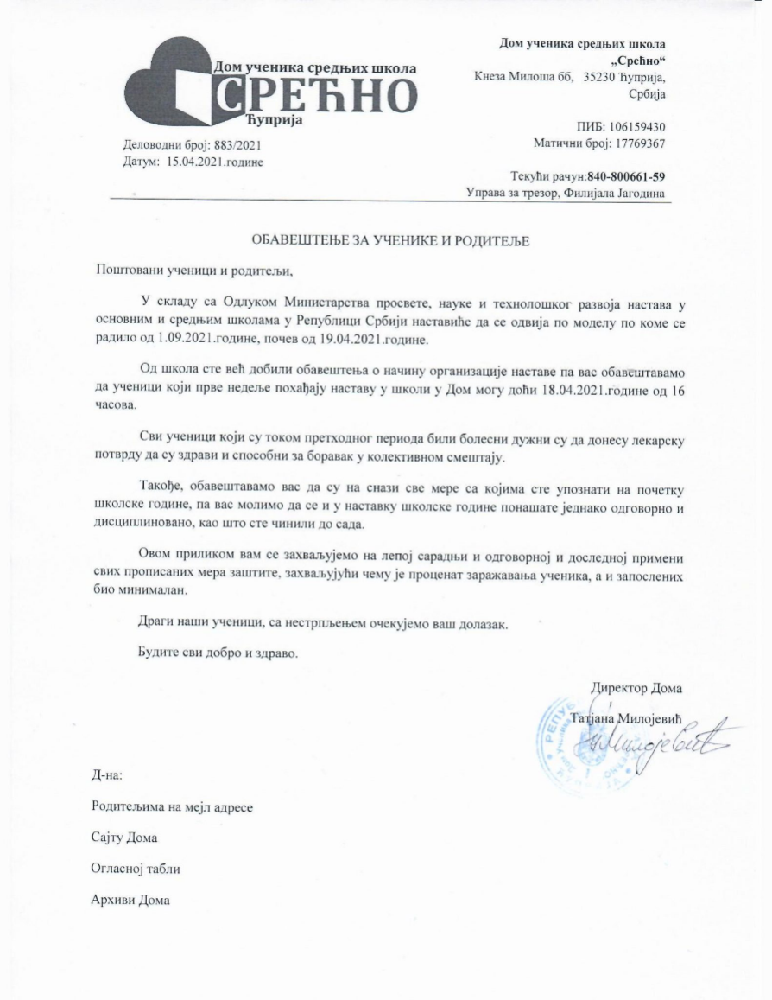 Дом ученика средњих школа
СРЕЋНО
Ћуприја
Деловодни број: 883/2021
Датум: 15.04.2021.године
Дом ученика средњих школа
„Срећно“
Кнеза Милоша бб, 35230 Ћуприја,
Србија
ПИБ: 106159430
Матични број: 17769367
Текући рачун:840-800661-59
Управа за трезор, Филијала Јагодина
ОБАВЕШТЕЊЕ ЗА УЧЕНИКЕ И РОДИТЕЉЕ
Поштовани ученици и родитељи,
У складу са Одлуком Министарства просвете, науке и технолошког развоја настава у
основним и средњим школама у Републици Србији наставиће да се одвија по моделу по коме се
радило од 1.09.2021.године, почев од 19.04.2021.године.
Од школа сте већ добили обавештења о начину организације наставе па вас обавештавамо
да ученици који прве недеље похађају наставу у школи у Дом могу доћи 18.04.2021.године од 16
часова.
Сви ученици који су током претходног периода били болесни дужни су да донесу лекарску
потврду да су здрави и способни за боравак у колективном смештају.
Такође, обавештавамо вас да су на снази све мере са којима сте упознати на почетку
школске године, па вас молимо да се и у наставку школске године понашате једнако одговорно и
дисциплиновано, као што сте чинили до сада.
Овом приликом вам се захваљујемо на лепој сарадњи и одговорној и доследној примени
свих прописаних мера заштите, захваљујући чему је проценат заражавања ученика, а и запослених
био минималан.
Драги наши ученици, са нестрпљењем очекујемо ваш долазак.
Будите сви добро и здраво.
Директор Дома
Татјана Милојевић
Д-на:
Родитељима на мејл адресе
Сајту Дома
Огласној табли
Архиви Дома